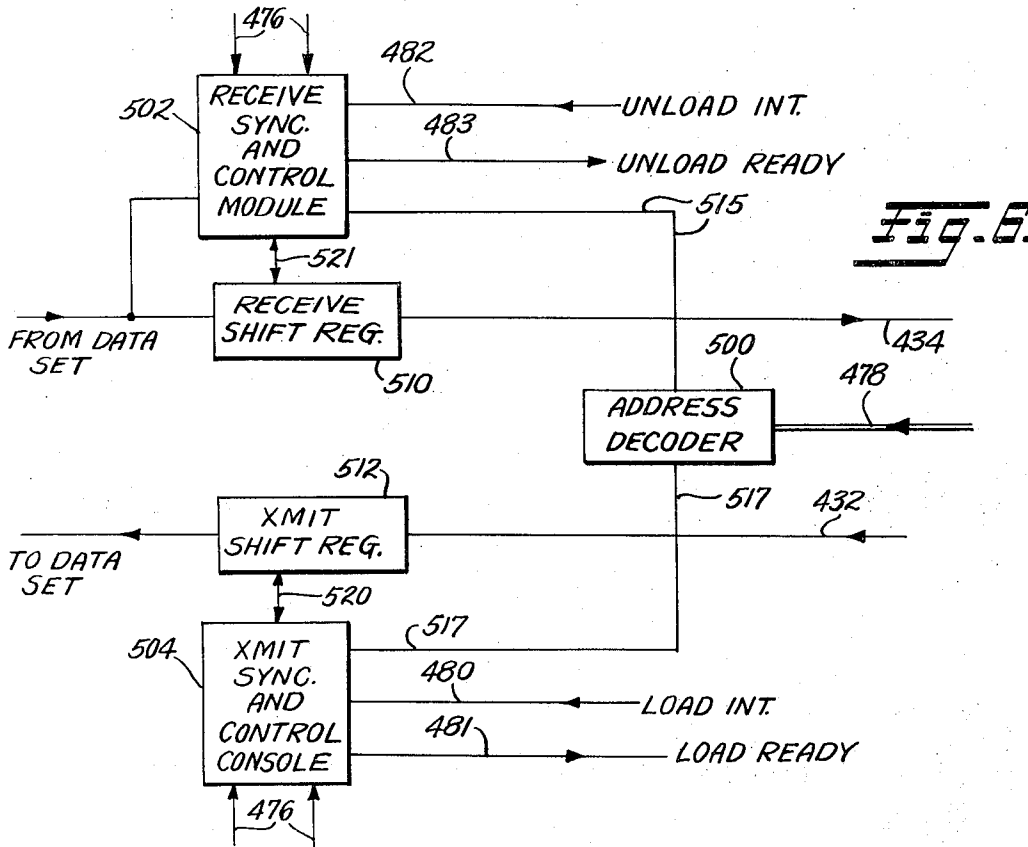 476
482
502
RECEIVE
SYNC.
AND
CONTROL
MODULE
UNLOAD INT.
483
UNLOAD READY
515
Fig. 6.
521
RECEIVE
SHIFT REG.
FROM DATA
SET
510
434
500
478
ADDRESS
DECODER
512
517
432
XMIT
SHIFT REG.
TO DATA
SET
520
504
XMIT
SYNC.
AND
CONTROL
CONSOLE
517
480
LOAD INT.
481
LOAD READY
476